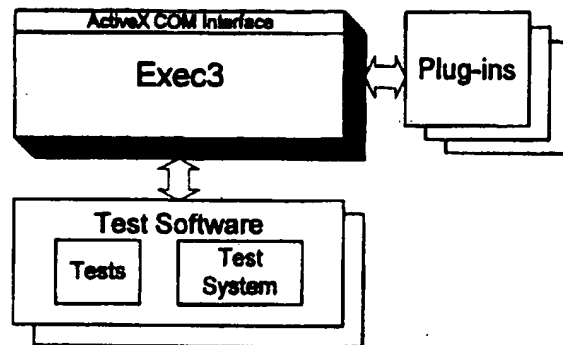 ActiveX COM Interface
Exec3
Plug-ins
Test Software
Tests
Test
System